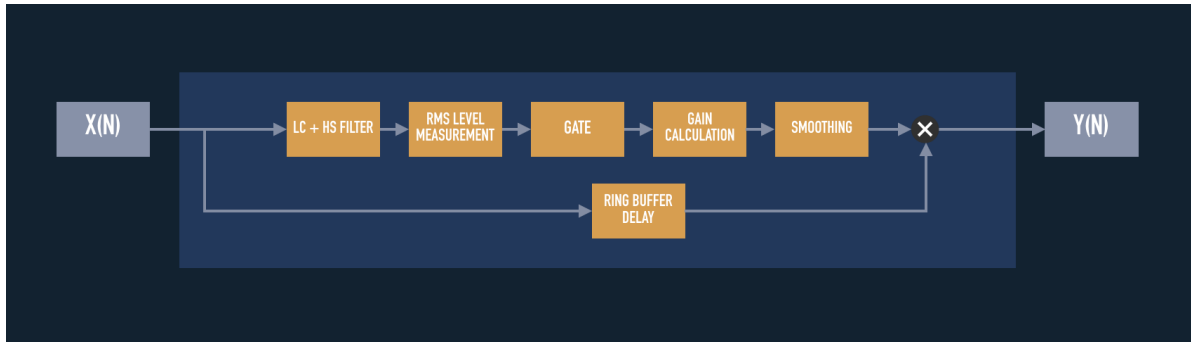 X(N)
LC + HS FILTER
RMS LEVEL
MEASUREMENT
GATE
GAIN
CALCULATION
SMOOTHING
Y(N)
RING BUFFER
DELAY